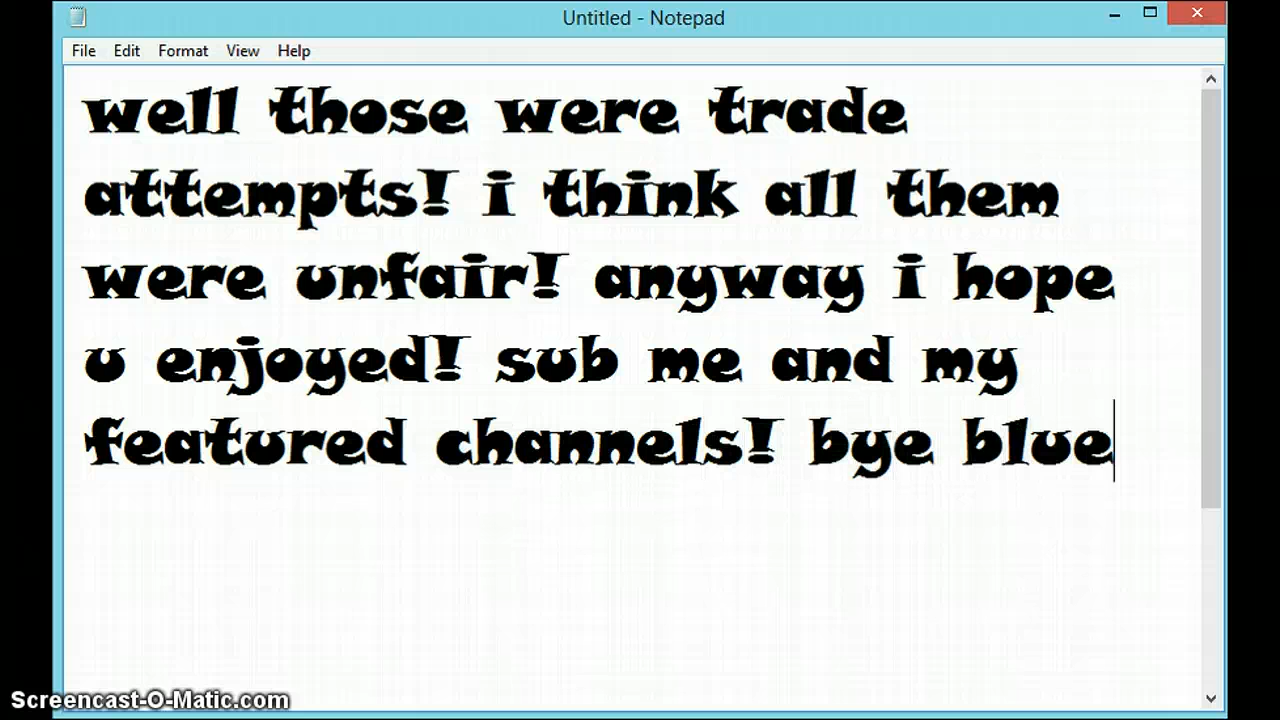 Untitled - Notepad
File Edit Format View Help
well those were trade
attempts! i think all them
were unfair! anyway i hope
u enjoyed! sub me and my
featured channels! bye blue
Screencast-O-Matic.com